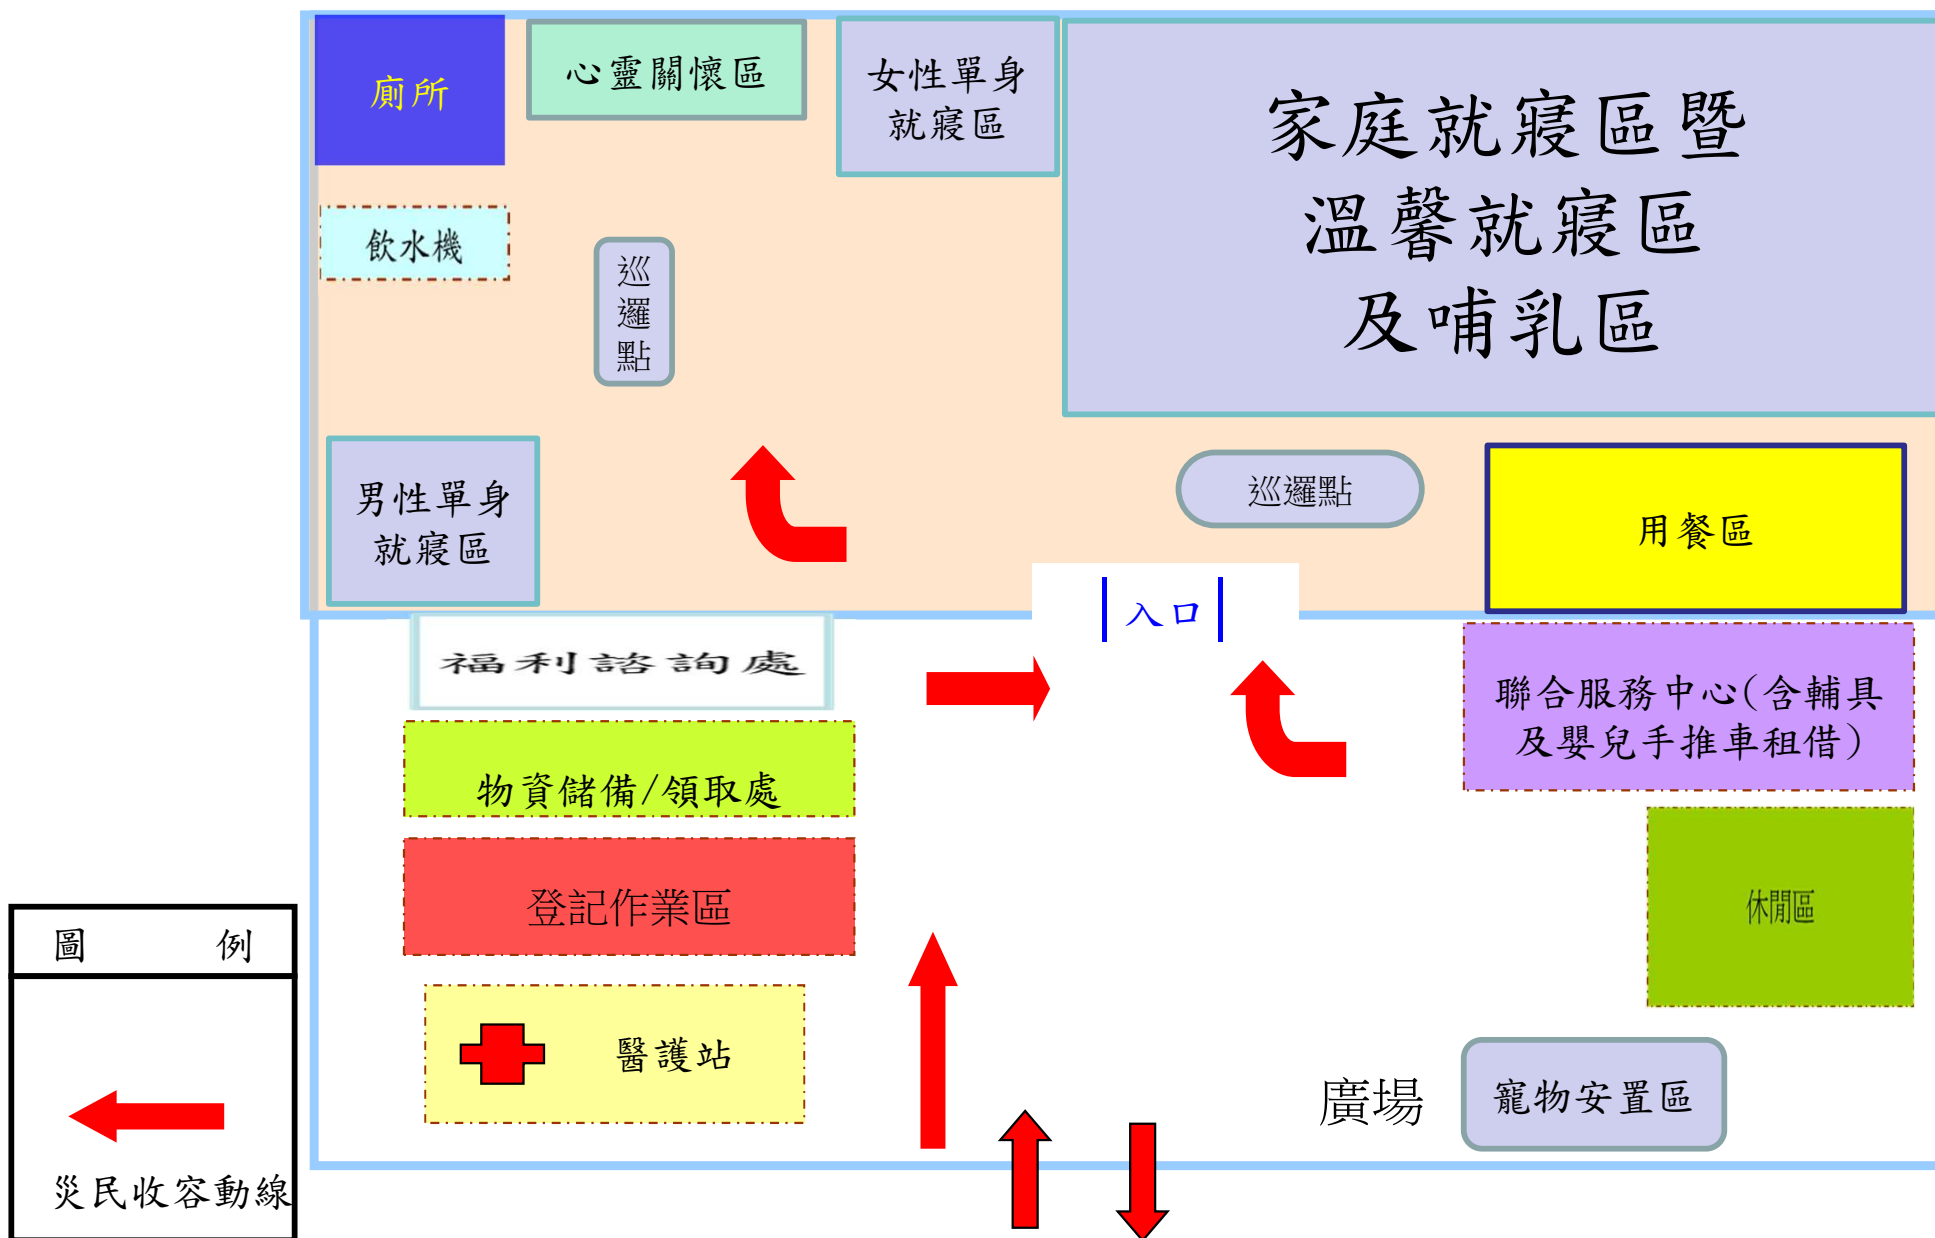 廁所
心靈關懷區
女性單身
就寢區
家庭就寢區暨
溫馨就寢區
及哺乳區
飲水機
巡
邏
點
男性單身
就寢區
巡邏點
用餐區
入口
福利諮詢處
聯合服務中心(含輔具
及嬰兒手推車租借)
物資儲備/領取處
登記作業區
休閒區
圖 例
醫護站
廣場
寵物安置區
災民收容動線